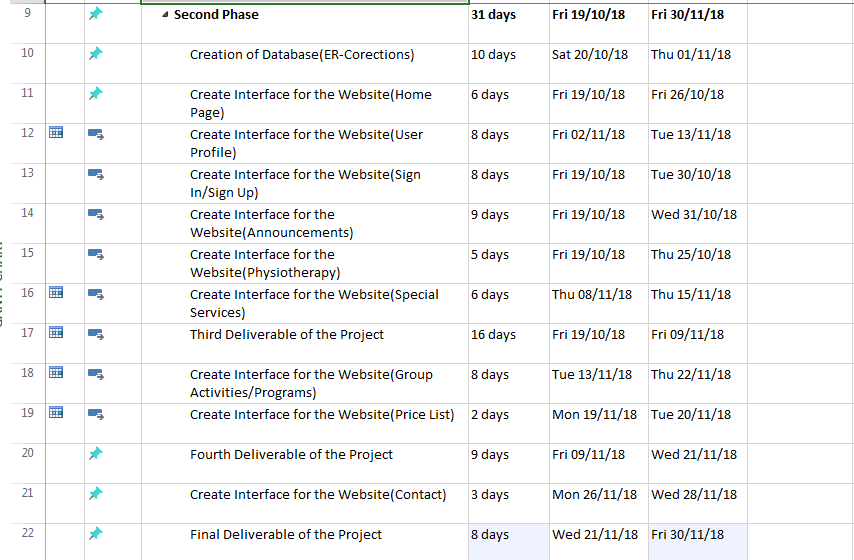 9 Second Phase 31 days Fri 19/10/18 Fri 30/11/18
10 Creation of Database(ER-Corections) 10 days Sat 20/10/18 Thu 01/11/18
11 Create Interface for the Website(Home 6 days Fri 19/10/18 Fri 26/10/18
Page)
12 Create Interface for the Website(User 8 days Fri 02/11/18 Tue 13/11/18
Profile)
13 Create Interface for the Website(Sign 8 days Fri 19/10/18 Tue 30/10/18
In/Sign Up)
14 Create Interface for the 9 days Fri 19/10/18 Wed 31/10/18
Website(Announcements)
15 Create Interface for the 5 days Fri 19/10/18 Thu 25/10/18
Website(Physiotherapy)
16 Create Interface for the Website(Special 6 days Thu 08/11/18 Thu 15/11/18
Services)
17 Third Deliverable of the Project 16 days Fri 19/10/18 Fri 09/11/18
18 Create Interface for the Website(Group 8 days Tue 13/11/18 Thu 22/11/18
Activities/Programs)
19 Create Interface for the Website(Price List) 2 days Mon 19/11/18 Tue 20/11/18
20 Fourth Deliverable of the Project 9 days Fri 09/11/18 Wed 21/11/18
21 Create Interface for the Website(Contact) 3 days Mon 26/11/18 Wed 28/11/18
22 Final Deliverable of the Project 8 days Wed 21/11/18 Fri 30/11/18